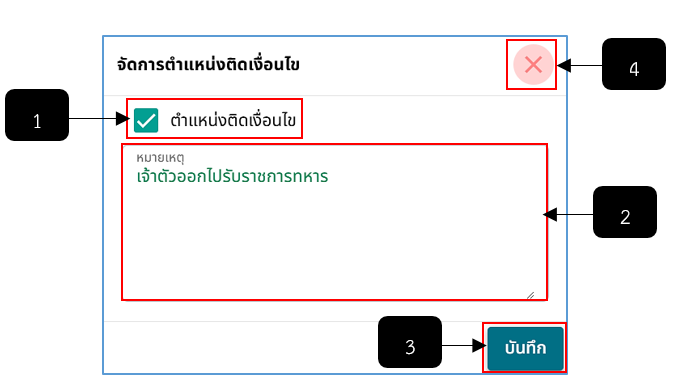 จัดการตำแหน่งติดเงื่อนไข
4
1
ตำแหน่งติดเงื่อนไข
หมายเหตุ
เจ้าตัวออกไปรับราชการทหาร
2
3
บันทึก